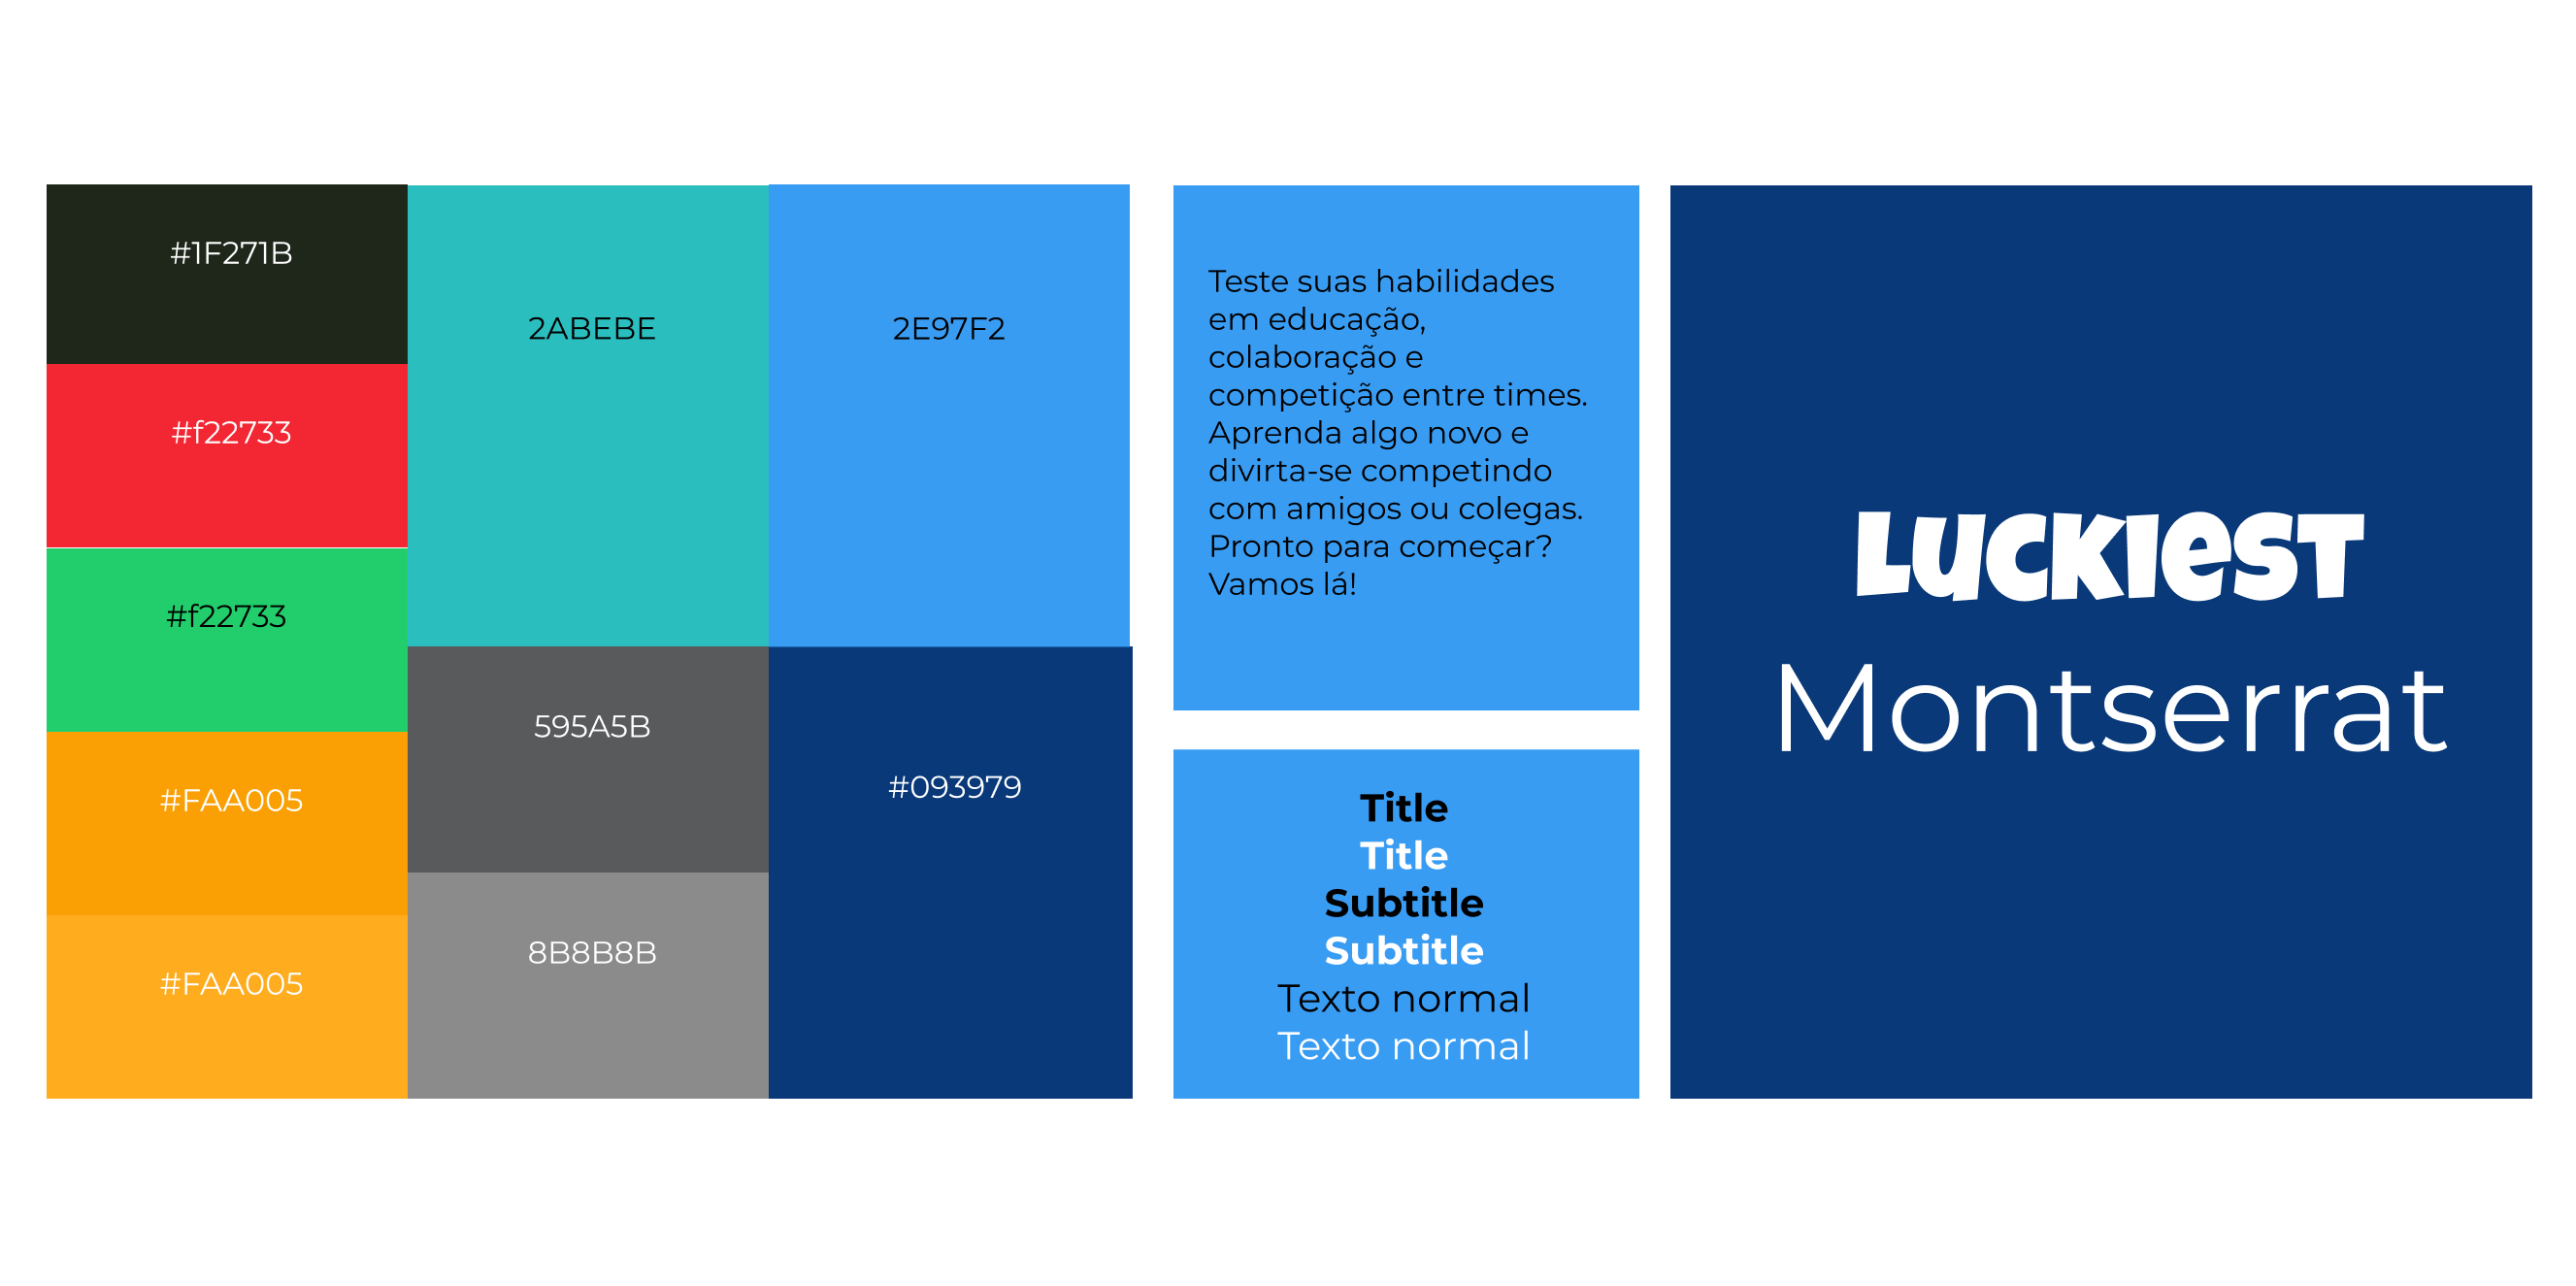 #1F271B
#f22733
#f22733
#FAA005
#FAA005
2ABEBE
595A5B
8B8B8B
2E97F2
#093979
Teste suas habilidades
em educação,
colaboração e
competição entre times.
Aprenda algo novo e
divirta-se competindo
com amigos ou colegas.
Pronto para começar?
Vamos lá!
Title
Title
Subtitle
Subtitle
Texto normal
Texto normal
LUCKIEST
Montserrat